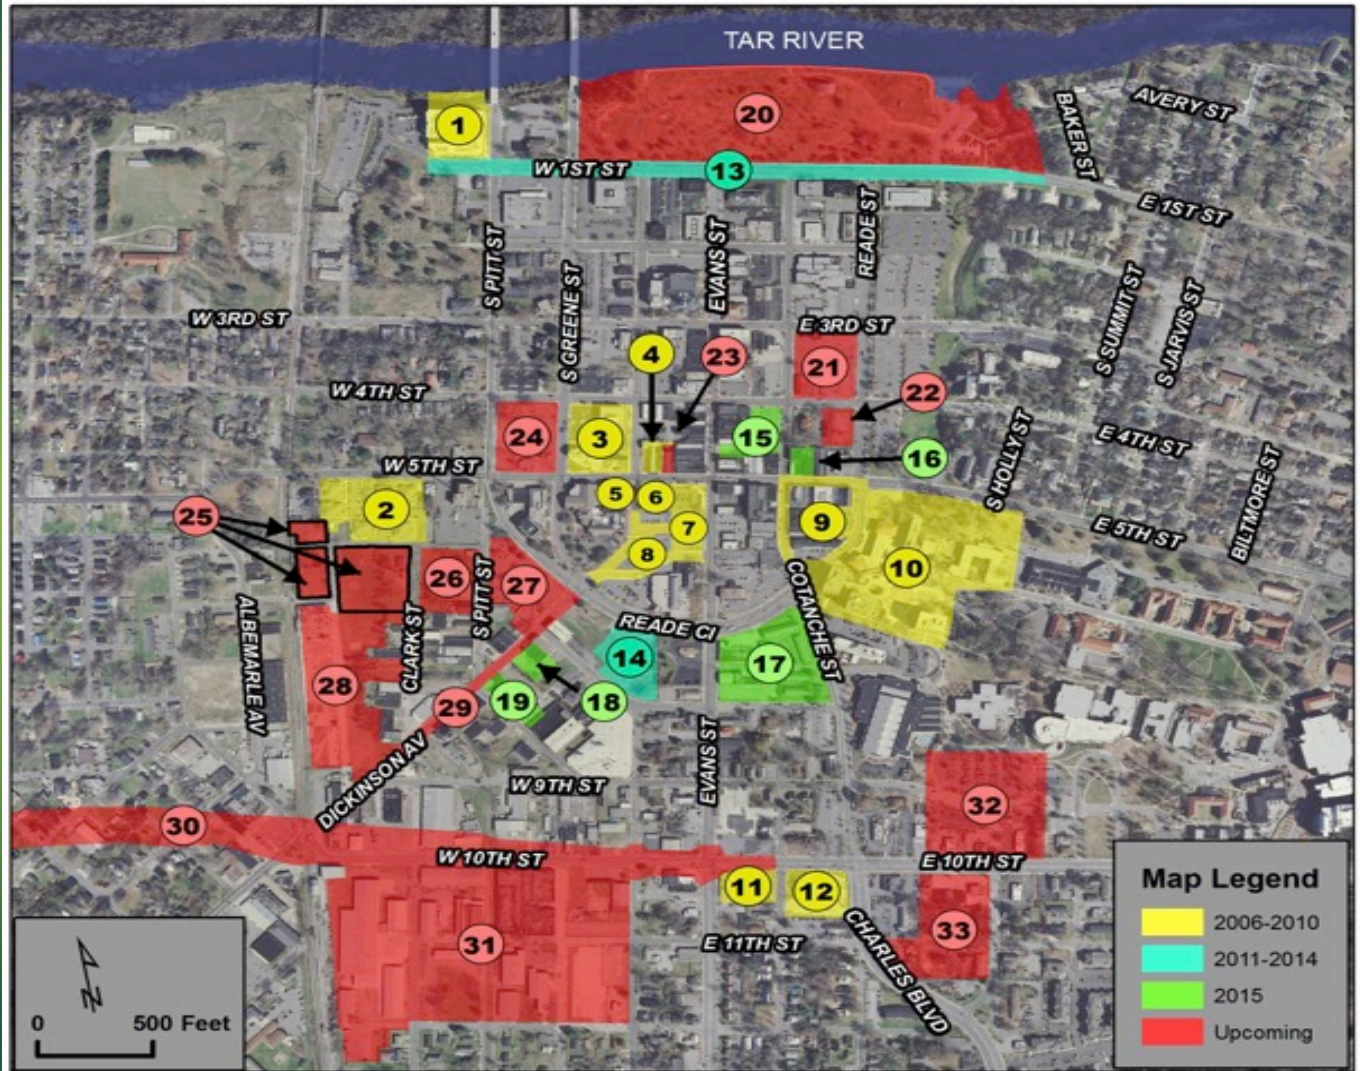 TAR RIVER
AVERY ST
BAKER ST
20
1
W 1ST ST
13
E 1ST ST
READE ST
S PITT ST
EVANS ST
S GREENE ST
S SUMMIT ST
S JARVIS ST
W 3RD ST
E 3RD ST
4
23
21
W 4TH ST
22
24
3
15
E 4TH ST
S HOLLY ST
W 5TH ST
16
BILTMORE ST
5
6
2
25
9
7
E 5TH ST
8
10
26
27
S PITT ST
COTANCHE ST
ALBEMARLE AV
CLARK ST
READE CI
14
17
28
29
19
18
EVANS ST
DICKINSON AV
W 9TH ST
32
30
W 10TH ST
E 10TH ST
11
12
33
31
E 11TH ST
CHARLES BLVD
Map Legend
2006-2010
2011-2014
2015
Upcoming
N
0 500 Feet